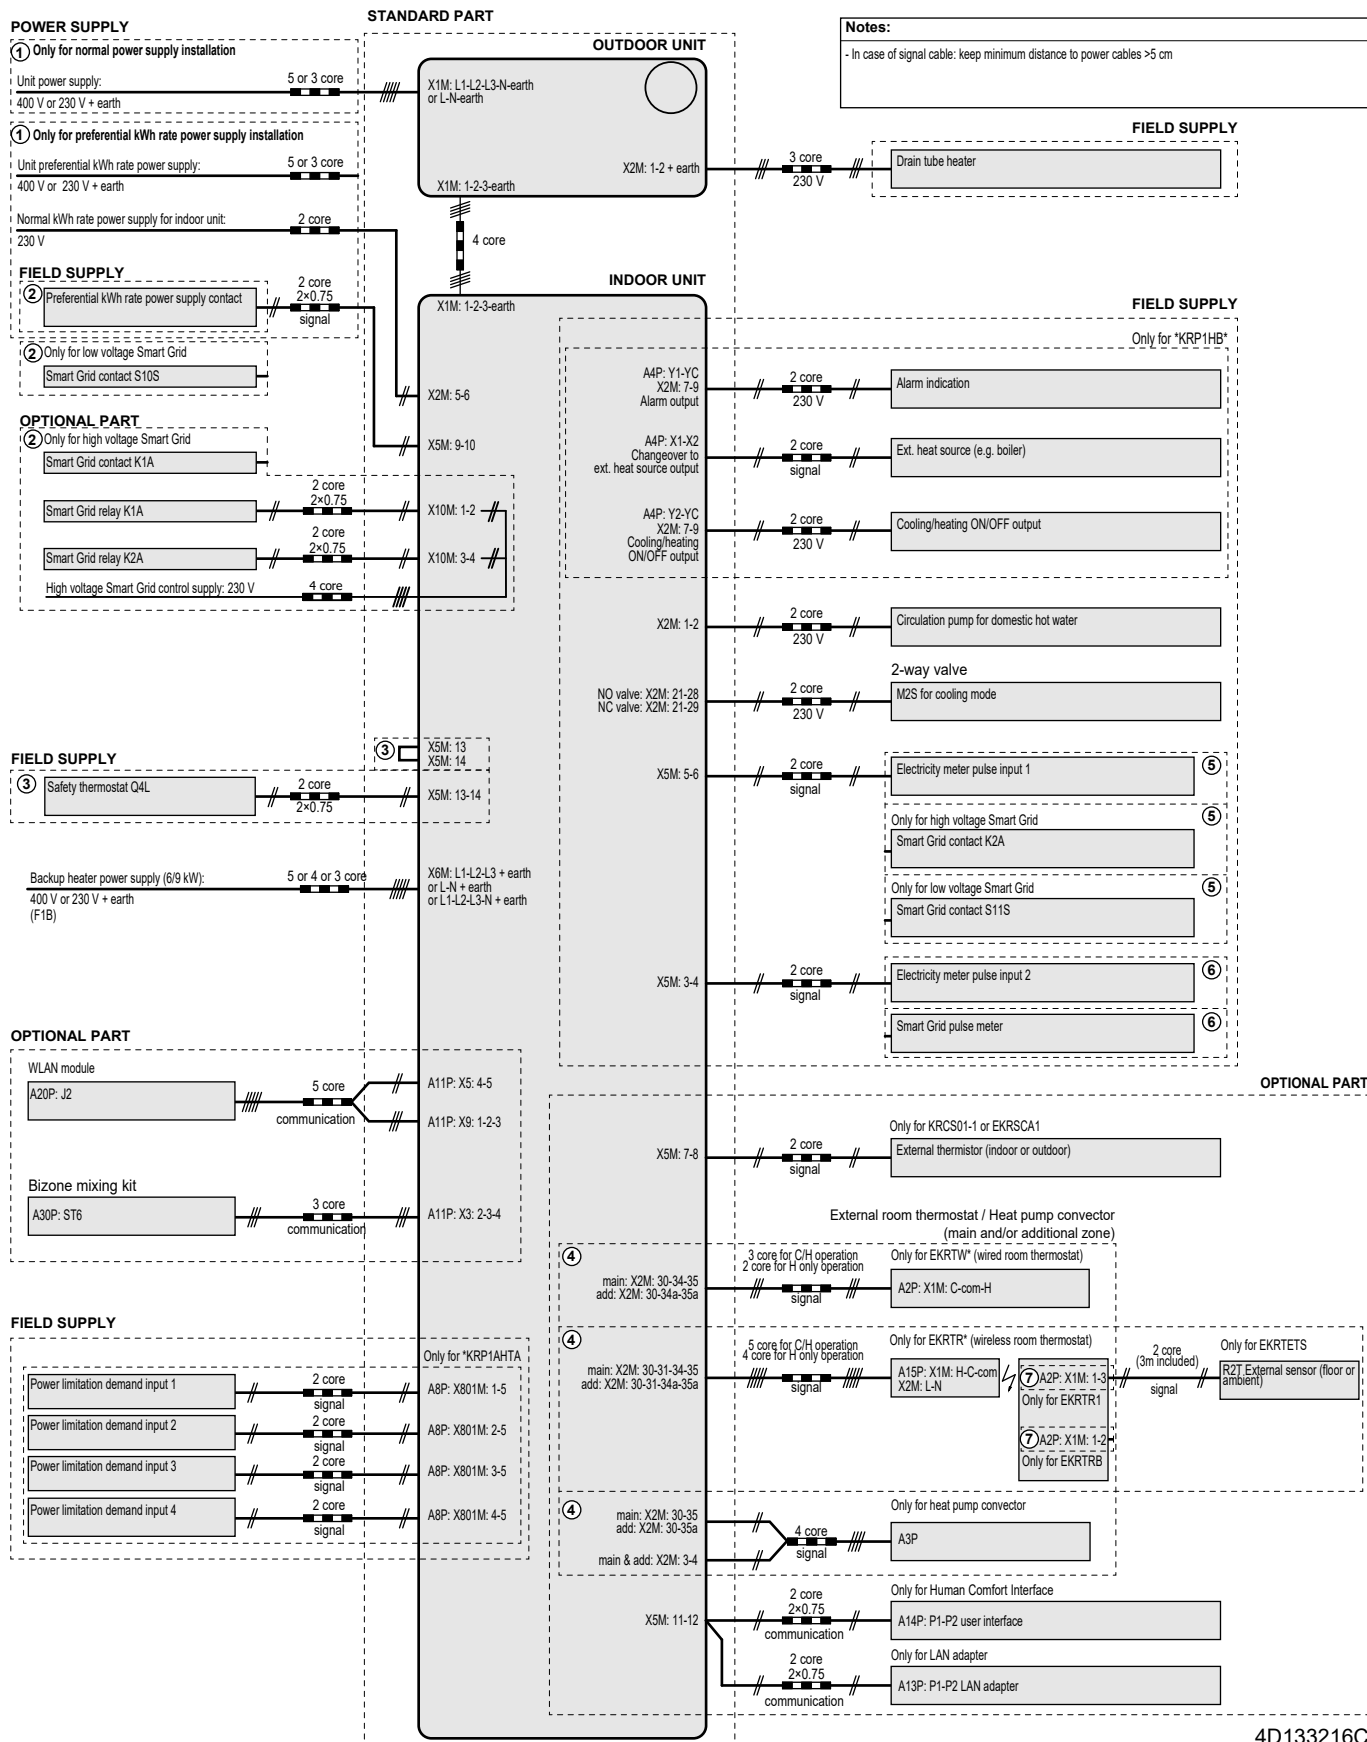 POWER SUPPLY
① Only for normal power supply installation
Unit power supply:
400 V or 230 V + earth
5 or 3 core
① Only for preferential kWh rate power supply installation
Unit preferential kWh rate power supply:
400 V or 230 V + earth
5 or 3 core
Normal kWh rate power supply for indoor unit:
230 V
2 core
FIELD SUPPLY
② Preferential kWh rate power supply contact
2 core
2×0.75
signal
② Only for low voltage Smart Grid
Smart Grid contact S10S
OPTIONAL PART
② Only for high voltage Smart Grid
Smart Grid contact K1A
Smart Grid relay K1A
2 core
2×0.75
Smart Grid relay K2A
2 core
2×0.75
High voltage Smart Grid control supply: 230 V
4 core
FIELD SUPPLY
③ Safety thermostat Q4L
2 core
2×0.75
Backup heater power supply (6/9 kW):
400 V or 230 V + earth
(F1B)
5 or 4 or 3 core
OPTIONAL PART
WLAN module
A20P: J2
5 core
communication
Bizone mixing kit
A30P: ST6
3 core
communication
FIELD SUPPLY
Only for *KRP1AHTA
Power limitation demand input 1
2 core
signal
A8P: X801M: 1-5
Power limitation demand input 2
2 core
signal
A8P: X801M: 2-5
Power limitation demand input 3
2 core
signal
A8P: X801M: 3-5
Power limitation demand input 4
2 core
signal
A8P: X801M: 4-5
STANDARD PART
OUTDOOR UNIT
X1M: L1-L2-L3-N-earth
or L-N-earth
X2M: 1-2 + earth
X1M: 1-2-3-earth
4 core
INDOOR UNIT
X1M: 1-2-3-earth
X2M: 5-6
X5M: 9-10
X10M: 1-2
X10M: 3-4
③
X5M: 13
X5M: 14
X5M: 13-14
X6M: L1-L2-L3 + earth
or L-N + earth
or L1-L2-L3-N + earth
A11P: X5: 4-5
A11P: X9: 1-2-3
A11P: X3: 2-3-4
Notes:
- In case of signal cable: keep minimum distance to power cables >5 cm
FIELD SUPPLY
3 core
230 V
Drain tube heater
FIELD SUPPLY
Only for *KRP1HB*
A4P: Y1-YC
X2M: 7-9
Alarm output
2 core
230 V
Alarm indication
A4P: X1-X2
Changeover to
ext. heat source output
2 core
signal
Ext. heat source (e.g. boiler)
A4P: Y2-YC
X2M: 7-9
Cooling/heating
ON/OFF output
2 core
230 V
Cooling/heating ON/OFF output
X2M: 1-2
2 core
230 V
Circulation pump for domestic hot water
2-way valve
NO valve: X2M: 21-28
NC valve: X2M: 21-29
2 core
230 V
M2S for cooling mode
X5M: 5-6
2 core
signal
Electricity meter pulse input 1
⑤
Only for high voltage Smart Grid
⑤
Smart Grid contact K2A
Only for low voltage Smart Grid
⑤
Smart Grid contact S11S
X5M: 3-4
2 core
signal
Electricity meter pulse input 2
⑥
Smart Grid pulse meter
⑥
OPTIONAL PART
Only for KRCS01-1 or EKRSCA1
X5M: 7-8
2 core
signal
External thermistor (indoor or outdoor)
External room thermostat / Heat pump convector
(main and/or additional zone)
④
main: X2M: 30-34-35
add: X2M: 30-34a-35a
3 core for C/H operation
2 core for H only operation
signal
Only for EKRTW* (wired room thermostat)
A2P: X1M: C-com-H
④
main: X2M: 30-31-34-35
add: X2M: 30-31-34a-35a
5 core for C/H operation
4 core for H only operation
signal
Only for EKRTR* (wireless room thermostat)
A15P: X1M: H-C-com
X2M: L-N
⑦ A2P: X1M: 1-3
Only for EKRTR1
⑦ A2P: X1M: 1-2
Only for EKRTRB
2 core
(3m included)
signal
Only for EKRTETS
R2T External sensor (floor or
ambient)
④
main: X2M: 30-35
add: X2M: 30-35a
main & add: X2M: 3-4
4 core
signal
Only for heat pump convector
A3P
X5M: 11-12
2 core
2×0.75
communication
Only for Human Comfort Interface
A14P: P1-P2 user interface
2 core
2×0.75
communication
Only for LAN adapter
A13P: P1-P2 LAN adapter
4D133216C